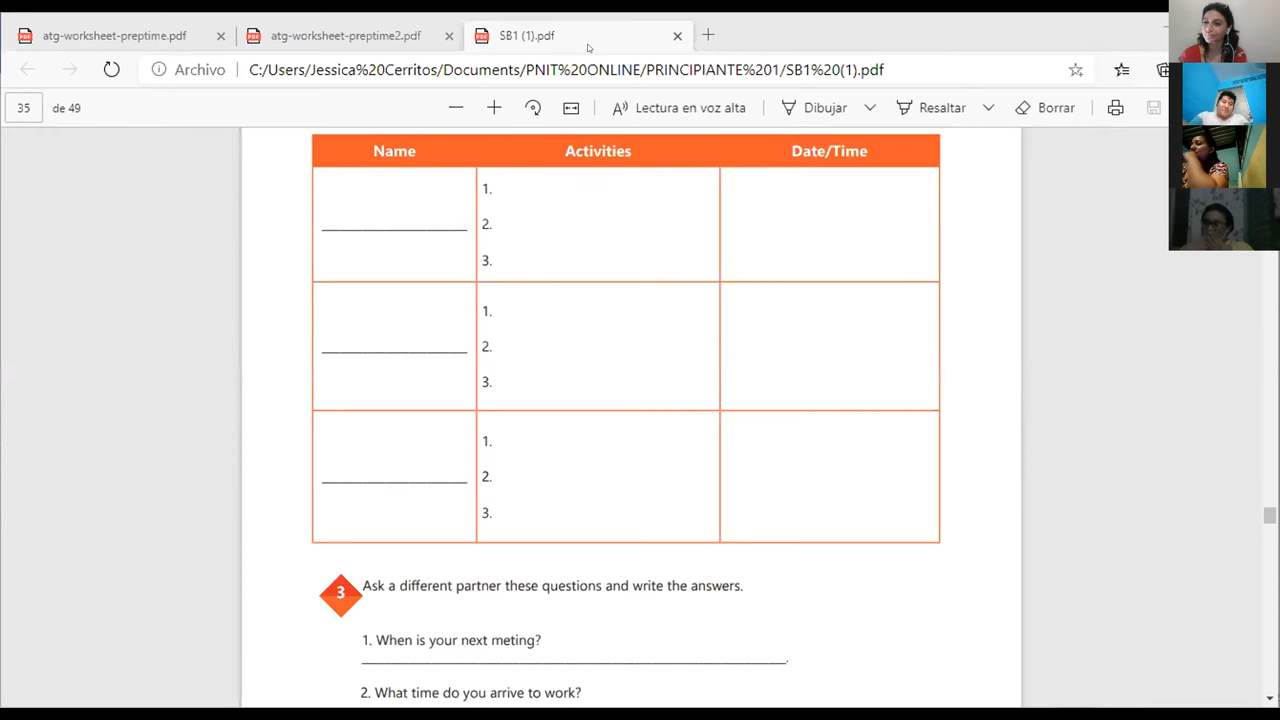 atg-worksheet-preptime.pdf
atg-worksheet-preptime2.pdf
SB1 (1).pdf
Archivo
C:/Users/Jessica%20Cerritos/Documents/PNIT%20ONLINE/PRINCIPIANTE%201/SB1%20(1).pdf
35 de 49
Lectura en voz alta
Dibujar
Resaltar
Borrar
Name Activities Date/Time
1.
2.
3.
1.
2.
3.
1.
2.
3.
3 Ask a different partner these questions and write the answers.
1. When is your next meting?
2. What time do you arrive to work?